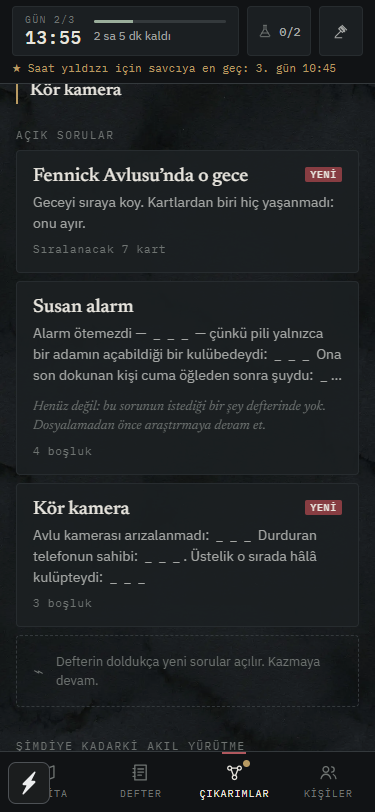 GÜN 2/3
13:55
2 sa 5 dk kaldı
0/2
★ Saat yıldızı için savcıya en geç: 3. gün 10:45
Kör kamera
AÇIK SORULAR
Fennick Avlusu’nda o gece
YENİ
Geceyi sıraya koy. Kartlardan biri hiç yaşanmadı:
onu ayır.
Sıralanacak 7 kart
Susan alarm
Alarm ötemezdi — _ _ _ — çünkü pili yalnızca
bir adamın açabildiği bir kulübedeydi: _ _ _ Ona
son dokunan kişi cuma öğleden sonra şuydu: _ ...
Henüz değil: bu sorunun istediği bir şey defterinde yok.
Dosyalamadan önce araştırmaya devam et.
4 boşluk
Kör kamera
YENİ
Avlu kamerası arızalanmadı: _ _ _ Durduran
telefonun sahibi: _ _ _ . Üstelik o sırada hâlâ
kulüpteydi: _ _ _
3 boşluk
Defterin doldukça yeni sorular açılır. Kazmaya
devam.
ŞİMDİYE KADARKİ AKIL YÜRÜTME
İTA
DEFTER
ÇIKARIMLAR
KİŞİLER